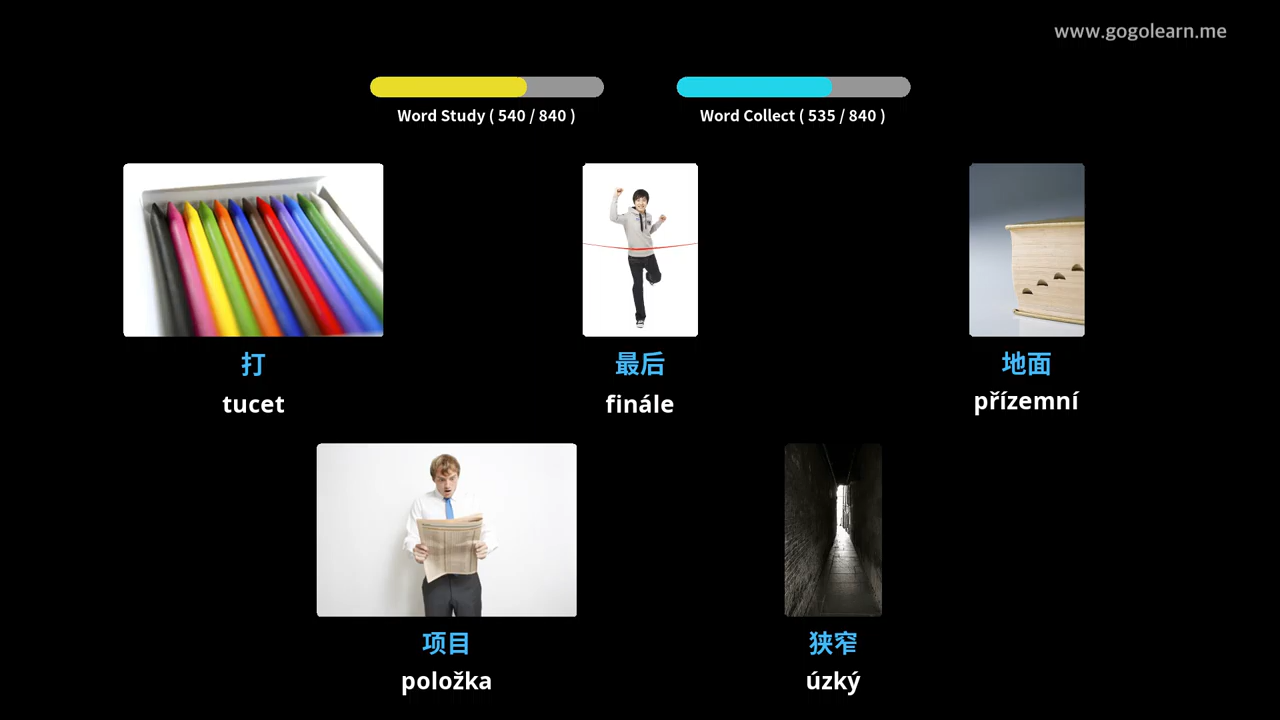 www.gogolearn.me
Word Study ( 540 / 840 )
Word Collect ( 535 / 840 )
打
tucet
最后
finále
地面
přízemní
项目
položka
狭窄
úzký